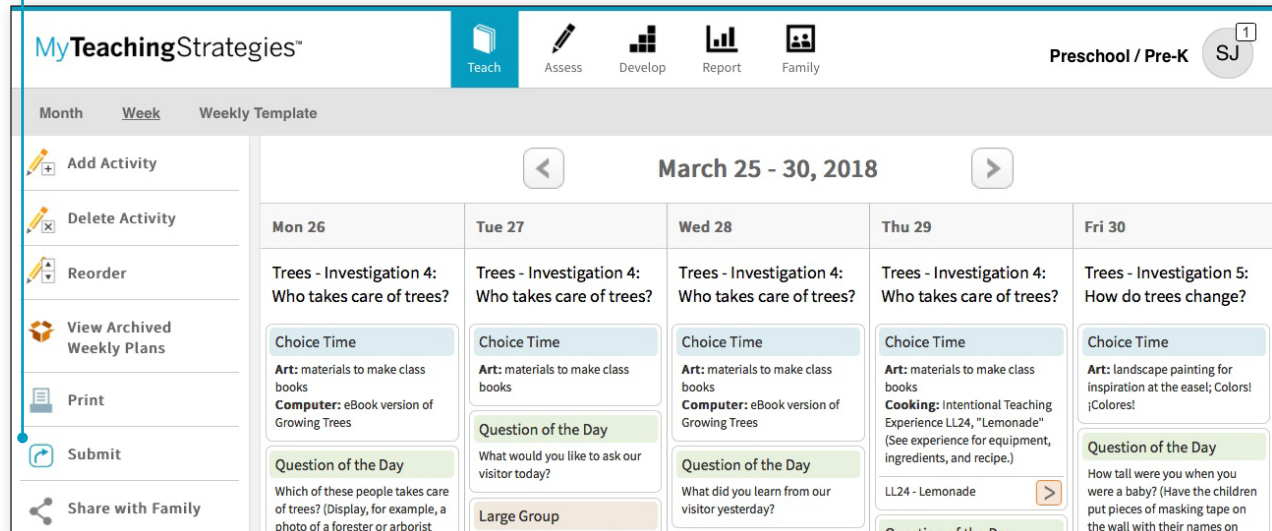 MyTeachingStrategies™
Teach
Assess
Develop
Report
Family
Preschool / Pre-K
SJ
1
Month
Week
Weekly Template
Add Activity
Delete Activity
Reorder
View Archived
Weekly Plans
Print
Submit
Share with Family
March 25 - 30, 2018
Mon 26
Trees - Investigation 4:
Who takes care of trees?
Choice Time
Art: materials to make class
books
Computer: eBook version of
Growing Trees
Question of the Day
Which of these people takes care
of trees? (Display, for example, a
photo of a forester or arborist
Tue 27
Trees - Investigation 4:
Who takes care of trees?
Choice Time
Art: materials to make class
books
Question of the Day
What would you like to ask our
visitor today?
Large Group
Wed 28
Trees - Investigation 4:
Who takes care of trees?
Choice Time
Art: materials to make class
books
Computer: eBook version of
Growing Trees
Question of the Day
What did you learn from our
visitor yesterday?
Thu 29
Trees - Investigation 4:
Who takes care of trees?
Choice Time
Art: materials to make class
books
Cooking: Intentional Teaching
Experience LL24, "Lemonade"
(See experience for equipment,
ingredients, and recipe.)
LL24 - Lemonade
Question of the Day
Fri 30
Trees - Investigation 5:
How do trees change?
Choice Time
Art: landscape painting for
inspiration at the easel; Colors!
¡Colores!
Question of the Day
How tall were you when you
were a baby? (Have the children
put pieces of masking tape on
the wall with their names on